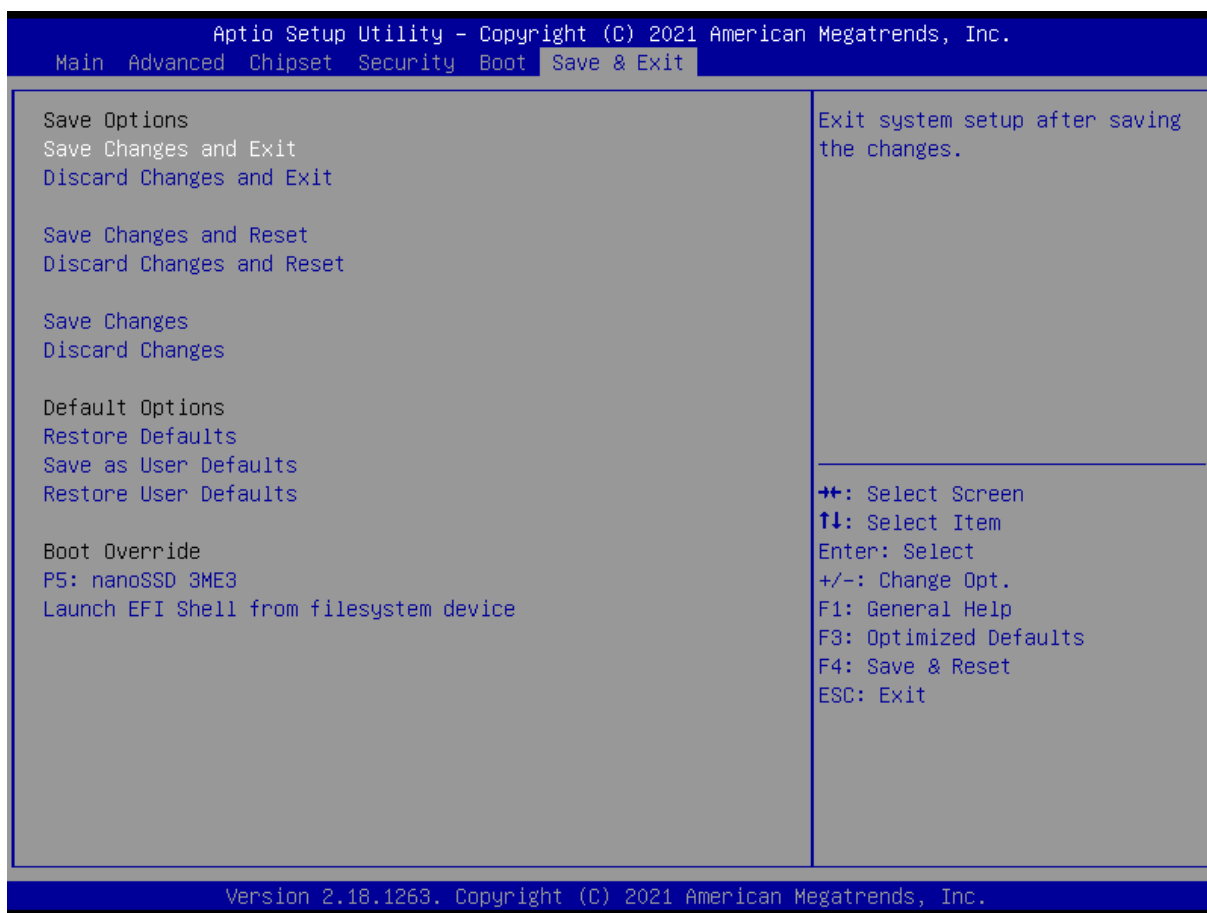 Aptio Setup Utility – Copyright (C) 2021 American Megatrends, Inc.
Main Advanced Chipset Security Boot Save & Exit
Save Options
Save Changes and Exit
Discard Changes and Exit
Save Changes and Reset
Discard Changes and Reset
Save Changes
Discard Changes
Default Options
Restore Defaults
Save as User Defaults
Restore User Defaults
Boot Override
P5: nanoSSD 3ME3
Launch EFI Shell from filesystem device
Exit system setup after saving
the changes.
→←: Select Screen
↑↓: Select Item
Enter: Select
+/-: Change Opt.
F1: General Help
F3: Optimized Defaults
F4: Save & Reset
ESC: Exit
Version 2.18.1263. Copyright (C) 2021 American Megatrends, Inc.